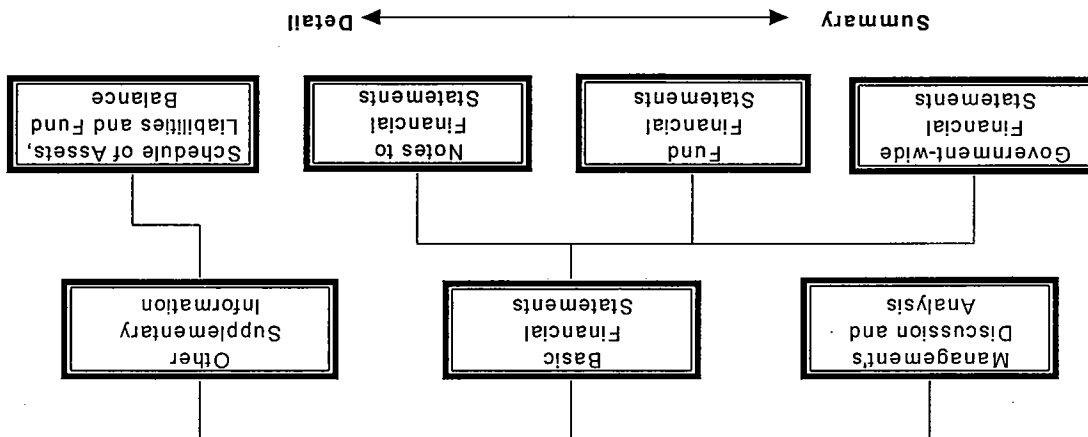 Management's
Discussion and
Analysis
Basic
Financial
Statements
Other
Supplementary
Information
Government-wide
Financial
Statements
Fund
Financial
Statements
Notes to
Financial
Statements
Schedule of Assets,
Liabilities and Fund
Balance
Summary
Detail